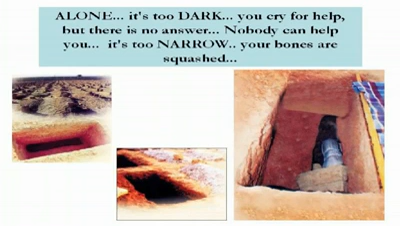 ALONE... it's too DARK... you cry for help,
but there is no answer... Nobody can help
you... it's too NARROW.. your bones are
squashed...